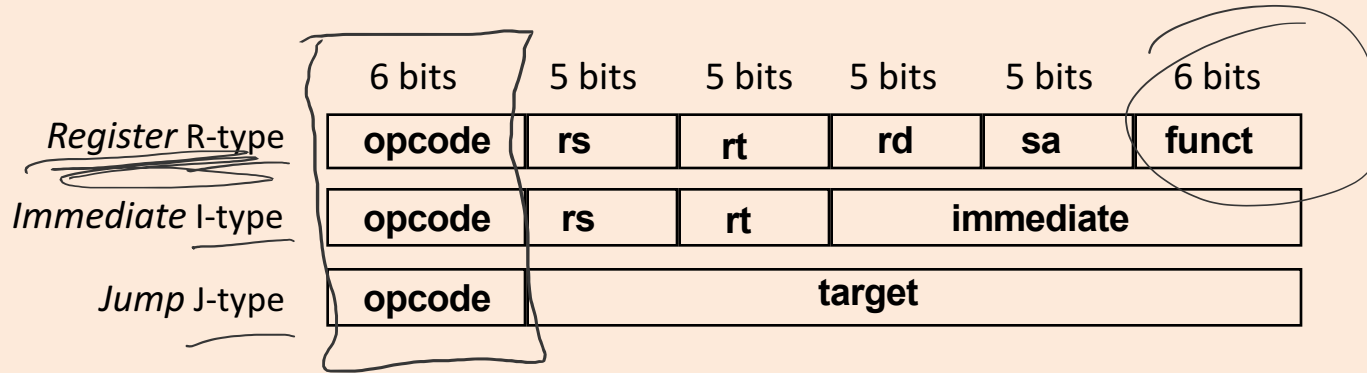 6 bits 5 bits 5 bits 5 bits 5 bits 6 bits
Register R-type opcode rs rt rd sa funct
Immediate I-type opcode rs rt immediate
Jump J-type opcode target